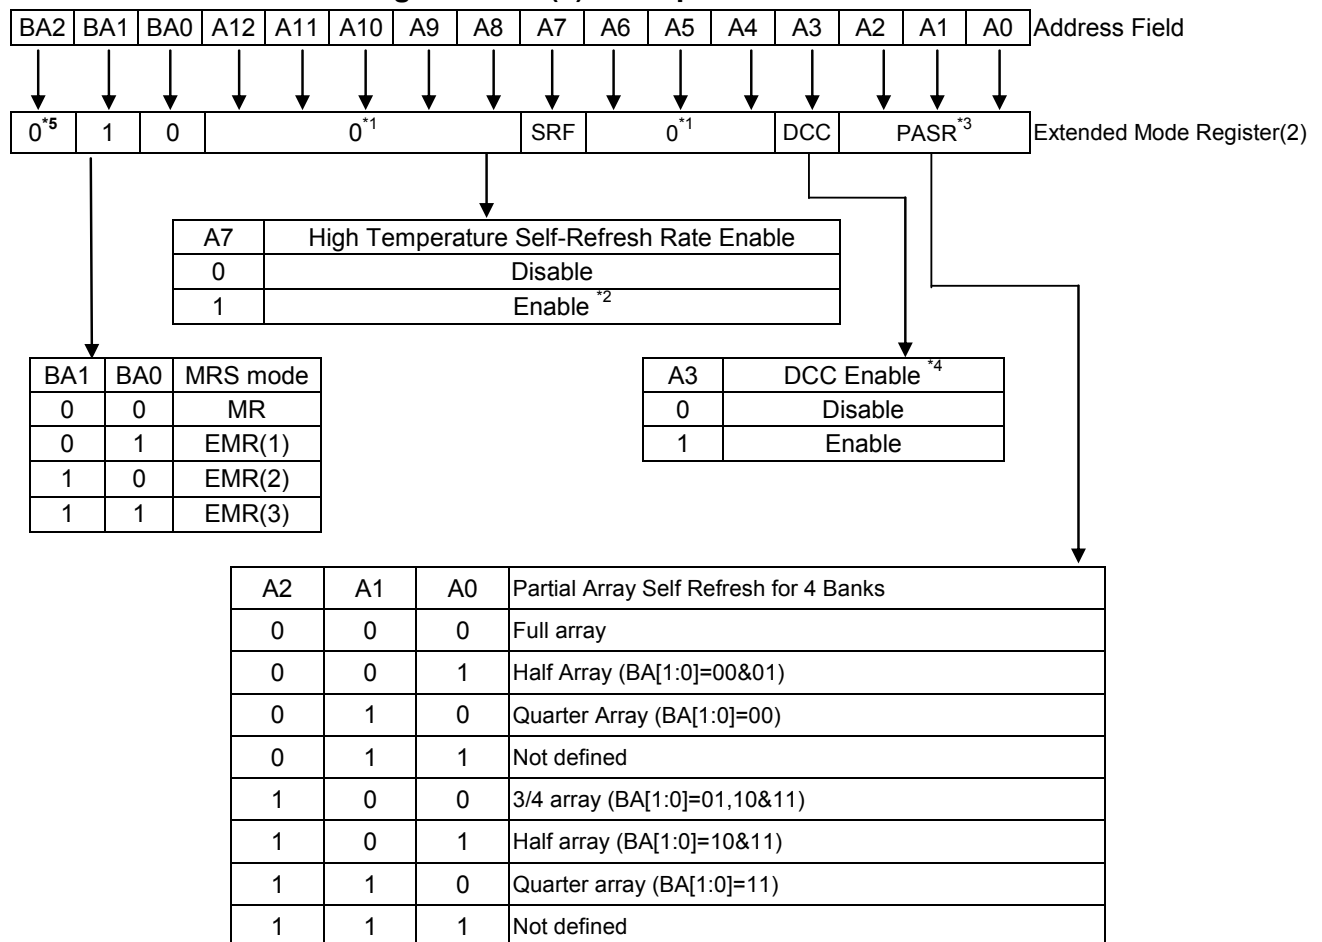 BA2 BA1 BA0 A12 A11 A10 A9 A8 A7 A6 A5 A4 A3 A2 A1 A0 Address Field
0*5 1 0 0*1 SRF 0*1 DCC PASR*3 Extended Mode Register(2)
A7 High Temperature Self-Refresh Rate Enable
0 Disable
1 Enable *2
BA1 BA0 MRS mode
0 0 MR
0 1 EMR(1)
1 0 EMR(2)
1 1 EMR(3)
A3 DCC Enable *4
0 Disable
1 Enable
A2 A1 A0 Partial Array Self Refresh for 4 Banks
0 0 0 Full array
0 0 1 Half Array (BA[1:0]=00&01)
0 1 0 Quarter Array (BA[1:0]=00)
0 1 1 Not defined
1 0 0 3/4 array (BA[1:0]=01,10&11)
1 0 1 Half array (BA[1:0]=10&11)
1 1 0 Quarter array (BA[1:0]=11)
1 1 1 Not defined